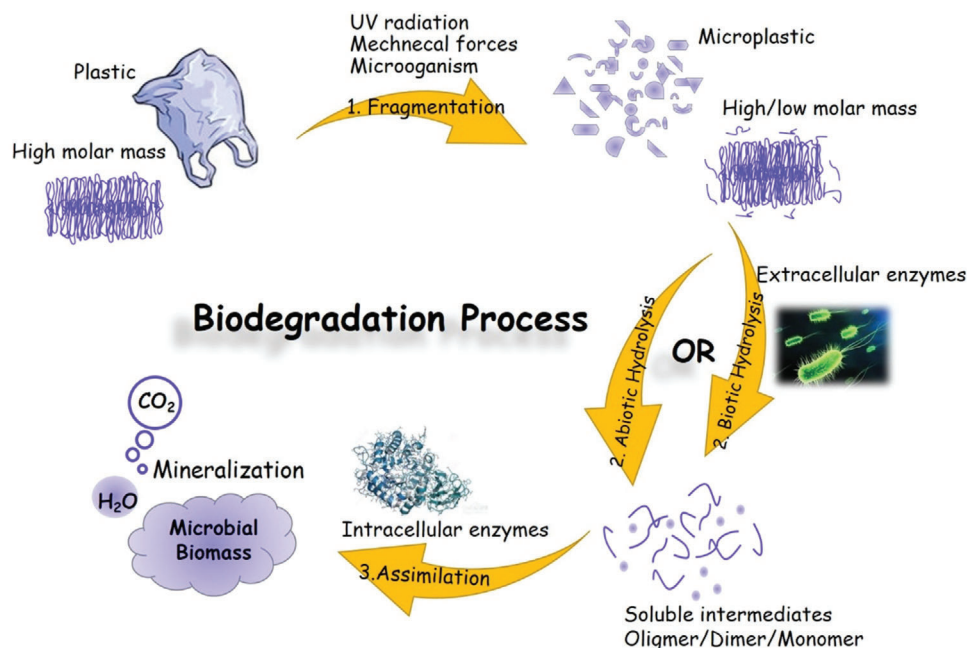 UV radiation
Mechnecal forces
Microoganism
1. Fragmentation
Plastic
High molar mass
Microplastic
High/low molar mass
Extracellular enzymes
Biodegradation Process
2. Abiotic Hydrolysis
OR
2. Biotic Hydrolysis
CO2
H2O
Mineralization
Microbial
Biomass
Intracellular enzymes
3.Assimilation
Soluble intermediates
Oligmer/Dimer/Monomer